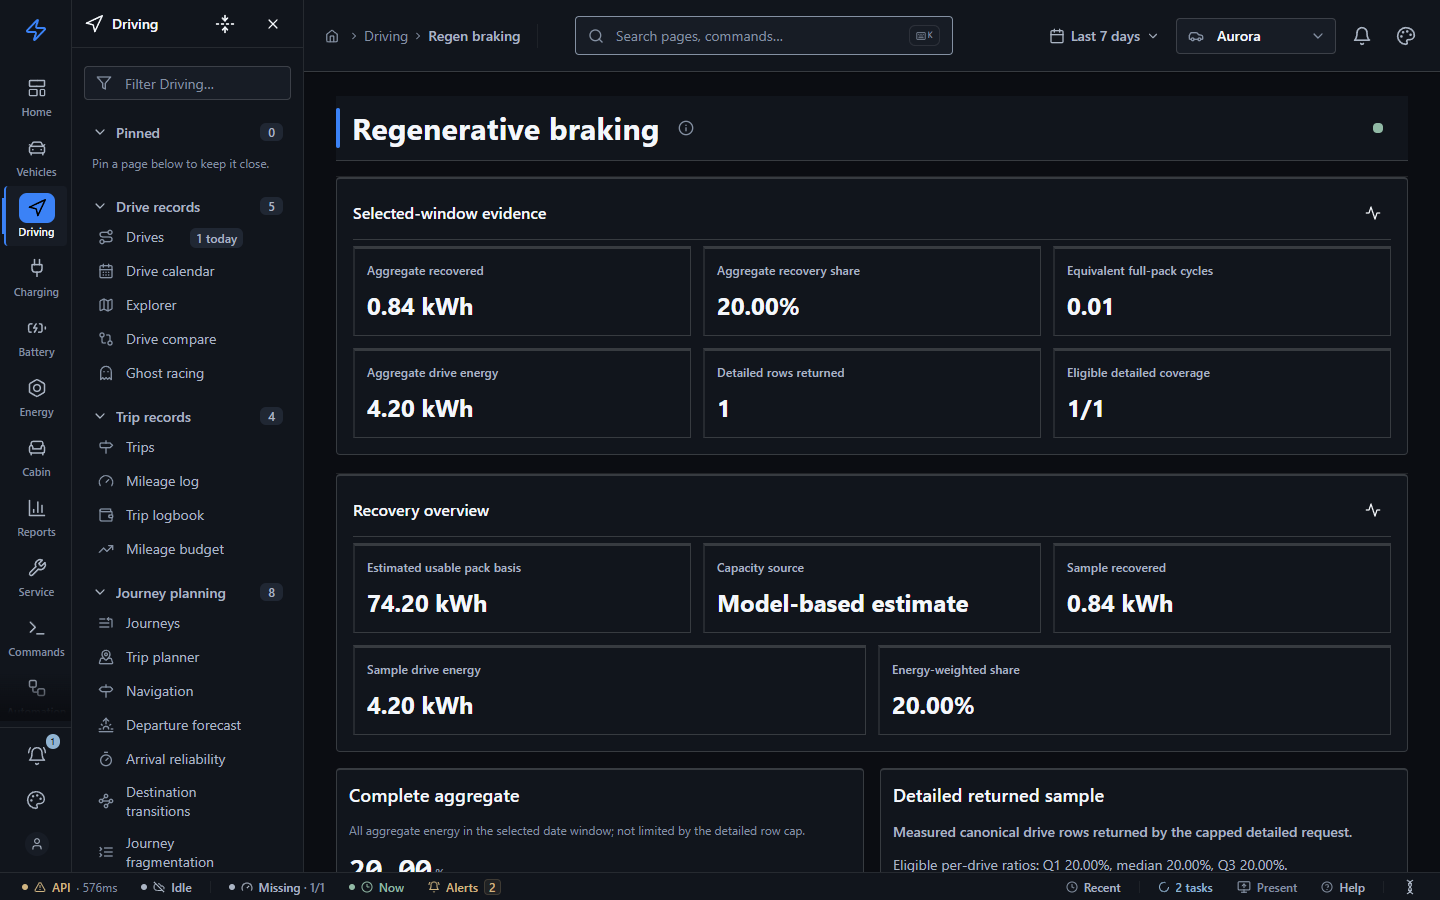 Driving
Driving
Regen braking
Search pages, commands...
K
Last 7 days
Aurora
Home
Vehicles
Driving
Charging
Battery
Energy
Cabin
Reports
Service
Commands
1
Filter Driving...
Pinned 0
Pin a page below to keep it close.
Drive records 5
Drives 1 today
Drive calendar
Explorer
Drive compare
Ghost racing
Trip records 4
Trips
Mileage log
Trip logbook
Mileage budget
Journey planning 8
Journeys
Trip planner
Navigation
Departure forecast
Arrival reliability
Destination
transitions
Journey
fragmentation
Regenerative braking
Selected-window evidence
Aggregate recovered
0.84 kWh
Aggregate recovery share
20.00%
Equivalent full-pack cycles
0.01
Aggregate drive energy
4.20 kWh
Detailed rows returned
1
Eligible detailed coverage
1/1
Recovery overview
Estimated usable pack basis
74.20 kWh
Capacity source
Model-based estimate
Sample recovered
0.84 kWh
Sample drive energy
4.20 kWh
Energy-weighted share
20.00%
Complete aggregate
All aggregate energy in the selected date window; not limited by the detailed row cap.
20.00%
Detailed returned sample
Measured canonical drive rows returned by the capped detailed request.
Eligible per-drive ratios: Q1 20.00%, median 20.00%, Q3 20.00%.
API · 576ms
Idle
Missing · 1/1
Now
Alerts 2
Recent
2 tasks
Present
Help